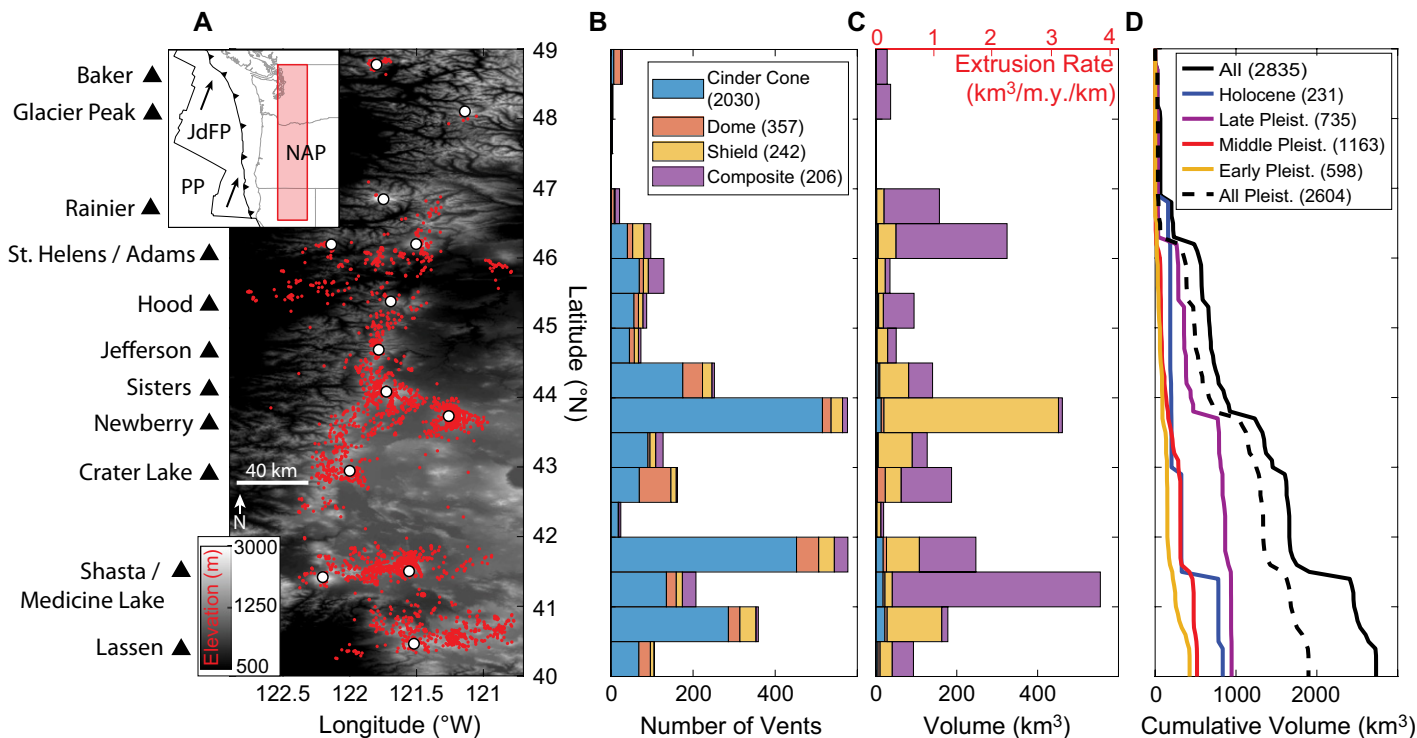 A
B
C
D
Baker
Glacier Peak
Rainier
St. Helens / Adams
Hood
Jefferson
Sisters
Newberry
Crater Lake
Shasta /
Medicine Lake
Lassen
JdFP
PP
NAP
40 km
N
Elevation (m)
3000
1250
500
122.5
122
121.5
121
Longitude (°W)
49
48
47
46
45
44
43
42
41
40
Latitude (°N)
Cinder Cone
(2030)
Dome (357)
Shield (242)
Composite (206)
0
400
800
Number of Vents
0
1
2
3
4
Extrusion Rate
(km³/m.y./km)
0
200
400
600
Volume (km³)
All (2835)
Holocene (231)
Late Pleist. (735)
Middle Pleist. (1163)
Early Pleist. (598)
All Pleist. (2604)
0
1000
2000
Cumulative Volume (km³)